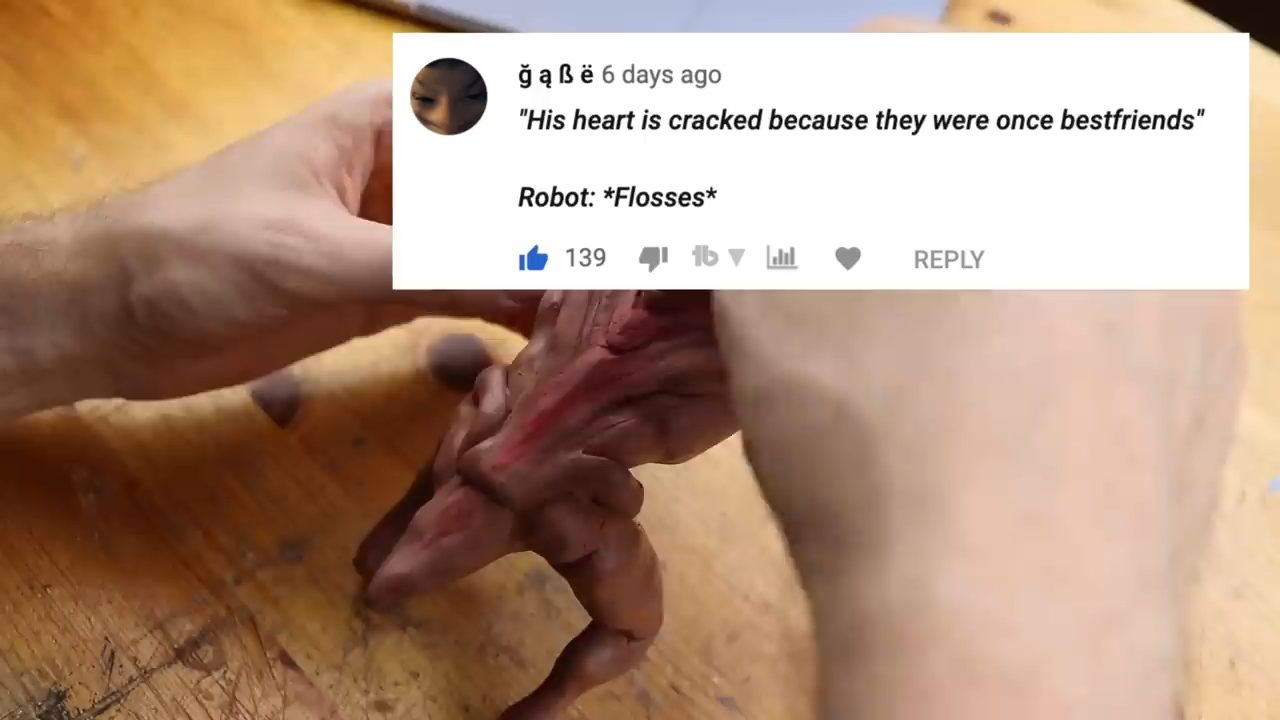 ğ ą ß ë 6 days ago
"His heart is cracked because they were once bestfriends"
Robot: *Flosses*
139
REPLY